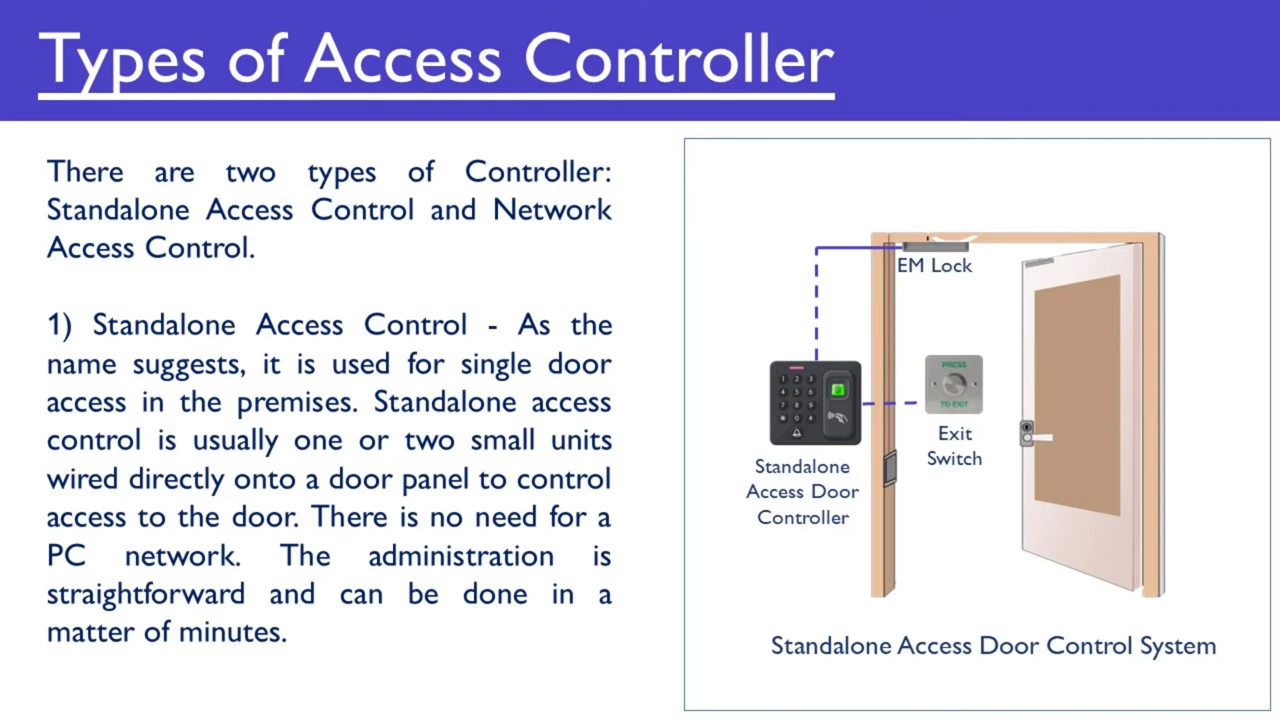 Types of Access Controller
There are two types of Controller:
Standalone Access Control and Network
Access Control.
1) Standalone Access Control - As the
name suggests, it is used for single door
access in the premises. Standalone access
control is usually one or two small units
wired directly onto a door panel to control
access to the door. There is no need for a
PC network. The administration is
straightforward and can be done in a
matter of minutes.
EM Lock
PRESS
TO EXIT
Exit
Switch
Standalone
Access Door
Controller
Standalone Access Door Control System